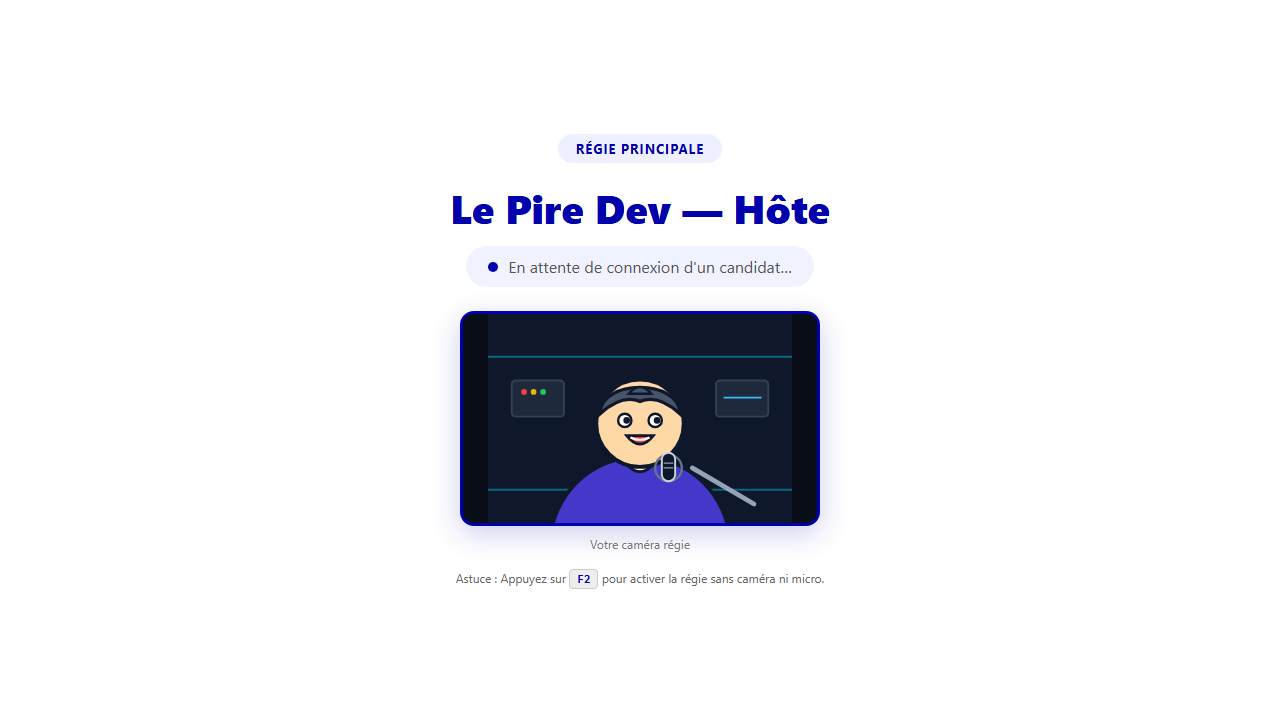 RÉGIE PRINCIPALE
Le Pire Dev — Hôte
En attente de connexion d'un candidat...
Votre caméra régie
Astuce : Appuyez sur F2 pour activer la régie sans caméra ni micro.